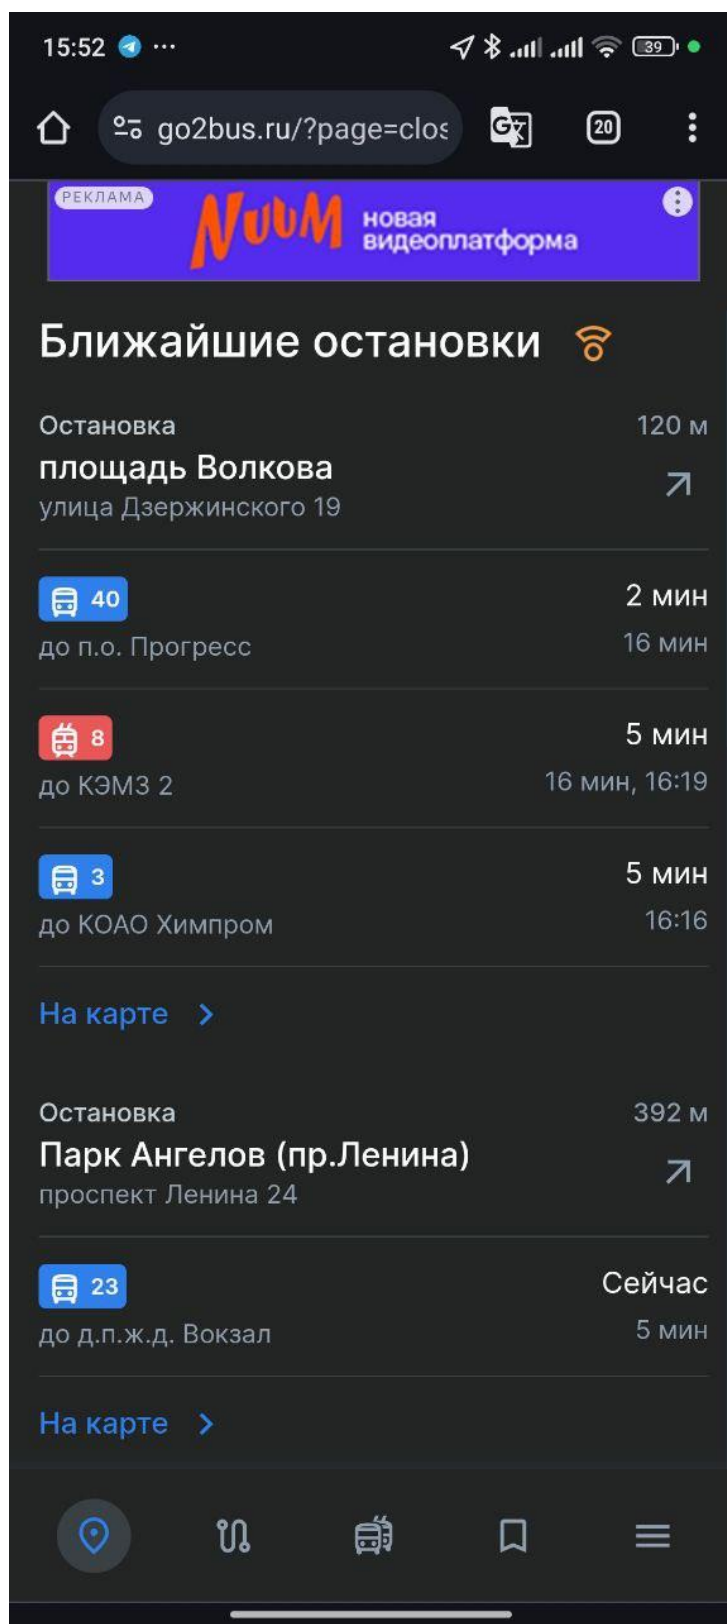 15:52
39
go2bus.ru/?page=clos
20
РЕКЛАМА
NUUM
новая
видеоплатформа
Ближайшие остановки
Остановка
120 м
площадь Волкова
улица Дзержинского 19
40
2 мин
до п.о. Прогресс
16 мин
8
5 мин
до КЭМЗ 2
16 мин, 16:19
3
5 мин
до КОАО Химпром
16:16
На карте
Остановка
392 м
Парк Ангелов (пр.Ленина)
проспект Ленина 24
23
Сейчас
до д.п.ж.д. Вокзал
5 мин
На карте